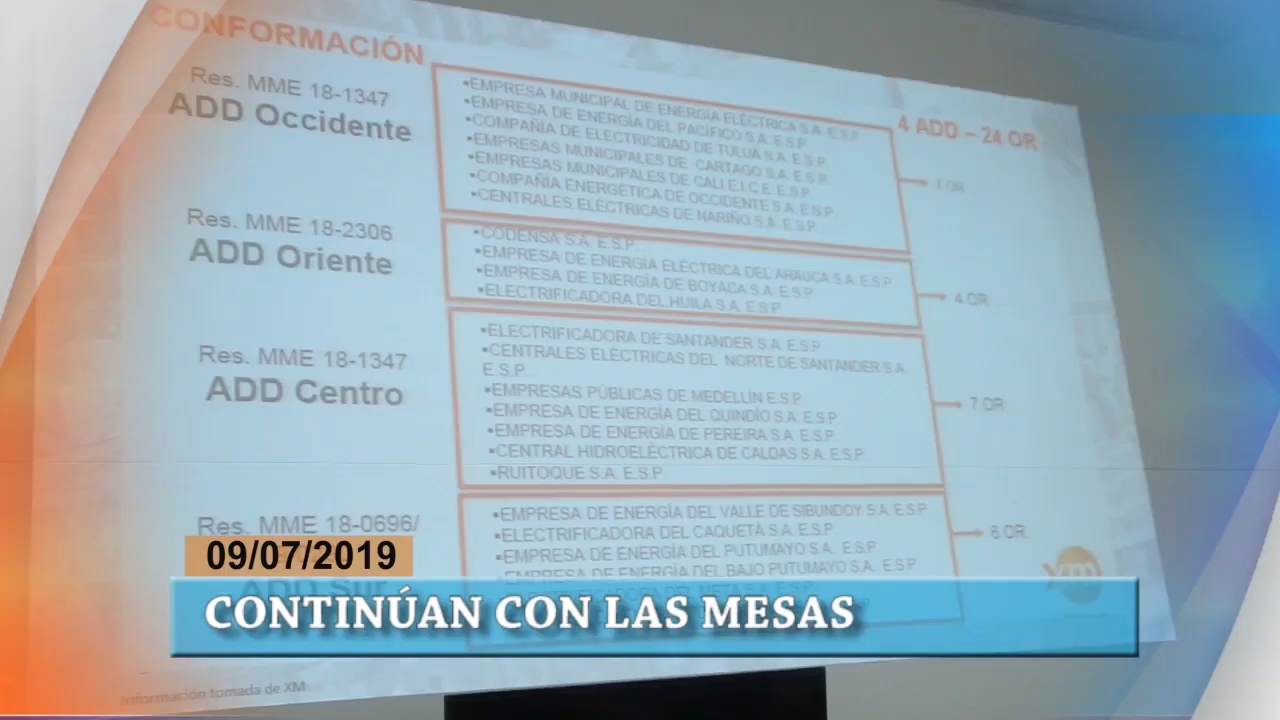 CONFORMACIÓN
Res. MME 18-1347
ADD Occidente
•EMPRESA MUNICIPAL DE ENERGÍA ELÉCTRICA S.A. E.S.P
•EMPRESA DE ENERGÍA DEL PACÍFICO S.A. E.S.P
•COMPAÑÍA DE ELECTRICIDAD DE TULUÁ S.A. E.S.P.
•EMPRESAS MUNICIPALES DE CARTAGO S.A. E.S.P.
•EMPRESAS MUNICIPALES DE CALI E.I.C.E. E.S.P.
•COMPAÑÍA ENERGÉTICA DE OCCIDENTE S.A. E.S.P.
•CENTRALES ELÉCTRICAS DE NARIÑO S.A. E.S.P.
4 ADD – 24 OR
OR
Res. MME 18-2306
ADD Oriente
•CODENSA S.A. E.S.P.
•EMPRESA DE ENERGÍA ELÉCTRICA DEL ARAUCA S.A. E.S.P.
•EMPRESA DE ENERGÍA DE BOYACA S.A. E.S.P.
•ELECTRIFICADORA DEL HUILA S.A. E.S.P.
4 OR
Res. MME 18-1347
ADD Centro
•ELECTRIFICADORA DE SANTANDER S.A. E.S.P.
•CENTRALES ELÉCTRICAS DEL NORTE DE SANTANDER S.A.
E.S.P.
•EMPRESAS PÚBLICAS DE MEDELLÍN E.S.P.
•EMPRESA DE ENERGÍA DEL QUINDÍO S.A. E.S.P.
•EMPRESA DE ENERGÍA DE PEREIRA S.A. E.S.P.
•CENTRAL HIDROELÉCTRICA DE CALDAS S.A. E.S.P.
•RUITOQUE S.A. E.S.P.
7 OR
Res. MME 18-0696/
ADD Sur
•EMPRESA DE ENERGÍA DEL VALLE DE SIBUNDOY S.A. E.S.P
•ELECTRIFICADORA DEL CAQUETÁ S.A. E.S.P.
•EMPRESA DE ENERGÍA DEL PUTUMAYO S.A. E.S.P.
•EMPRESA DE ENERGÍA DEL BAJO PUTUMAYO S.A. E.S.P.
6 OR
xm
09/07/2019
CONTINÚAN CON LAS MESAS
Información tomada de XM